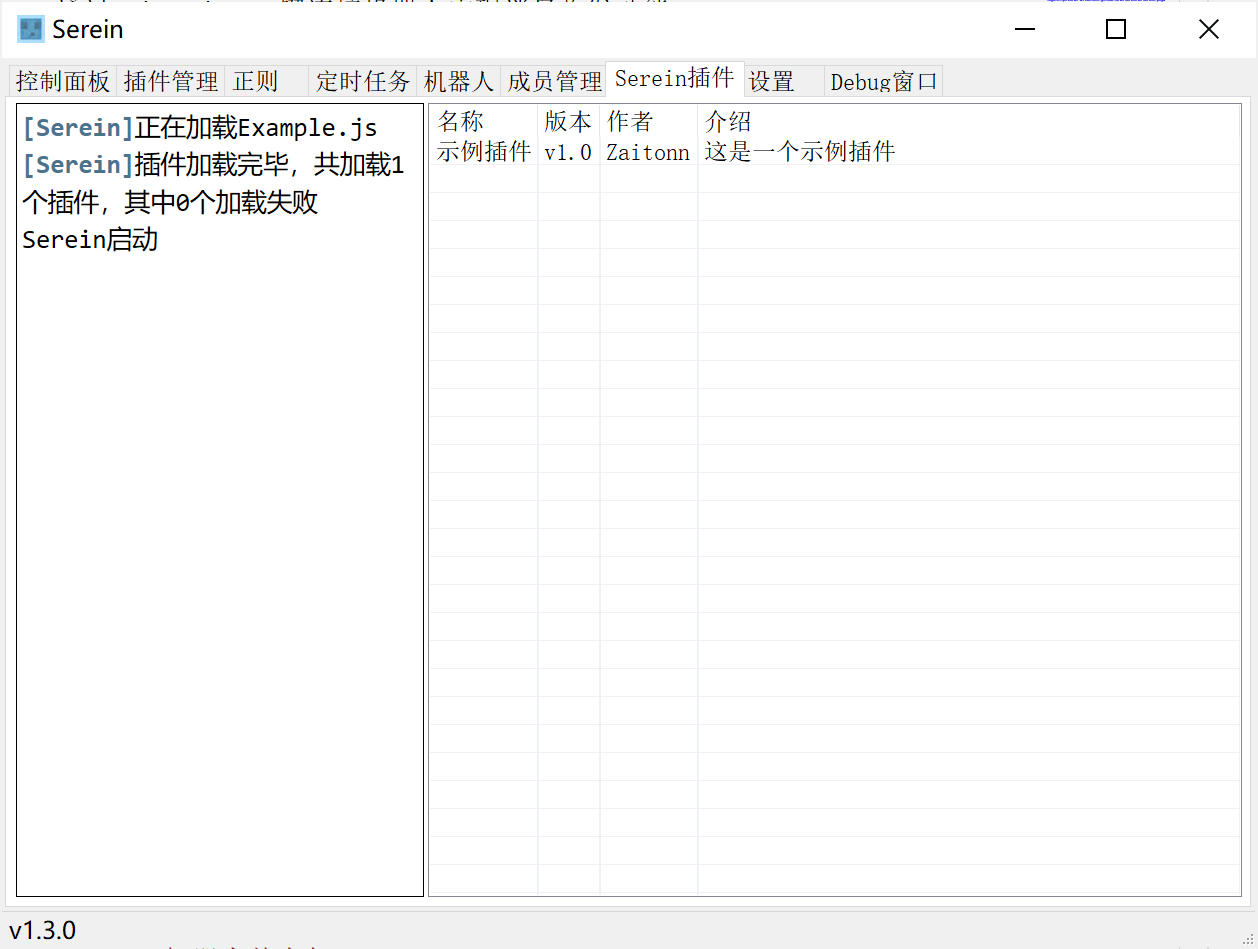 Serein
控制面板 插件管理 正则 定时任务 机器人 成员管理 Serein插件 设置 Debug窗口
[Serein]正在加载Example.js
[Serein]插件加载完毕，共加载1
个插件，其中0个加载失败
Serein启动
名称 版本 作者 介绍
示例插件 v1.0 Zaitonn 这是一个示例插件
v1.3.0